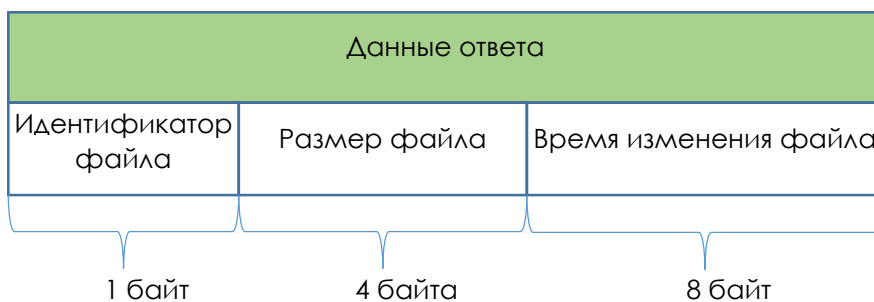 Данные ответа
Идентификатор
файла
Размер файла
Время изменения файла
1 байт
4 байта
8 байт